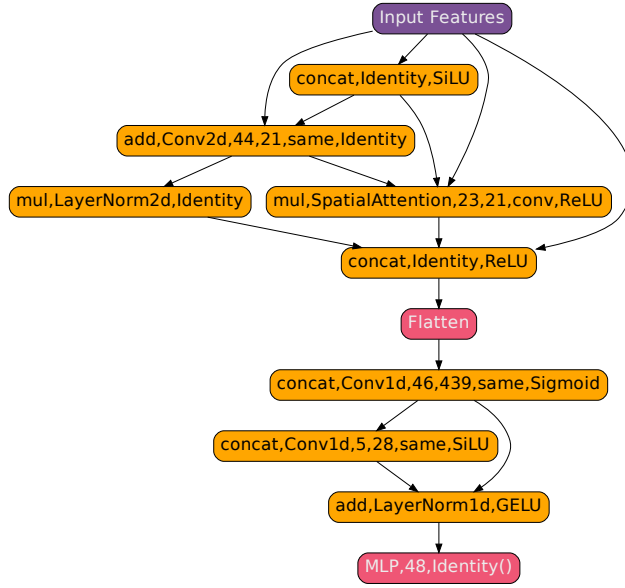 Input Features
concat,Identity,SiLU
add,Conv2d,44,21,same,Identity
mul,LayerNorm2d,Identity
mul,SpatialAttention,23,21,conv,ReLU
concat,Identity,ReLU
Flatten
concat,Conv1d,46,439,same,Sigmoid
concat,Conv1d,5,28,same,SiLU
add,LayerNorm1d,GELU
MLP,48,Identity()